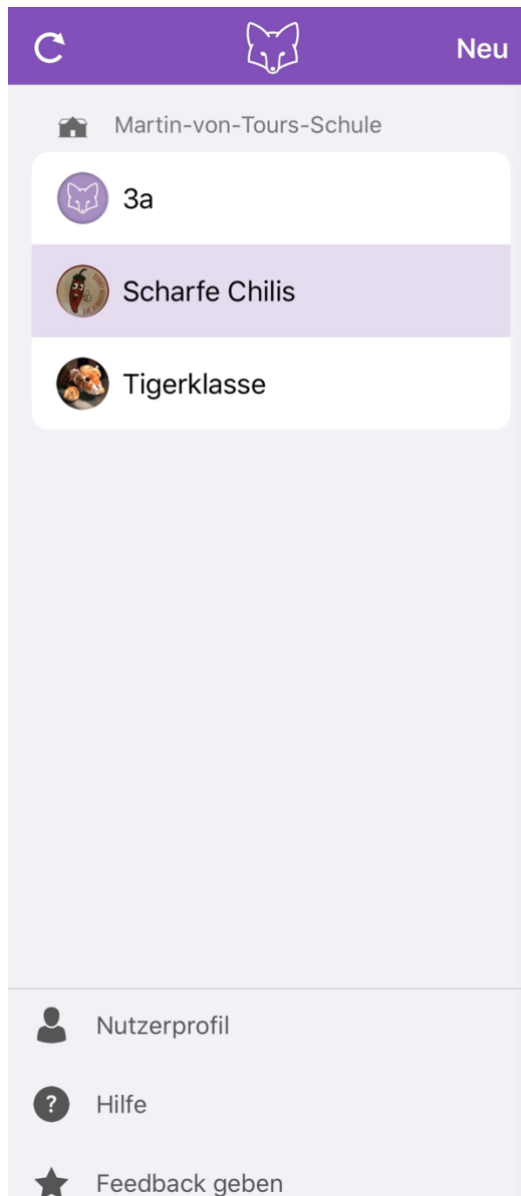 Neu
Martin-von-Tours-Schule
3a
Scharfe Chilis
Tigerklasse
Nutzerprofil
?
Hilfe
Feedback geben